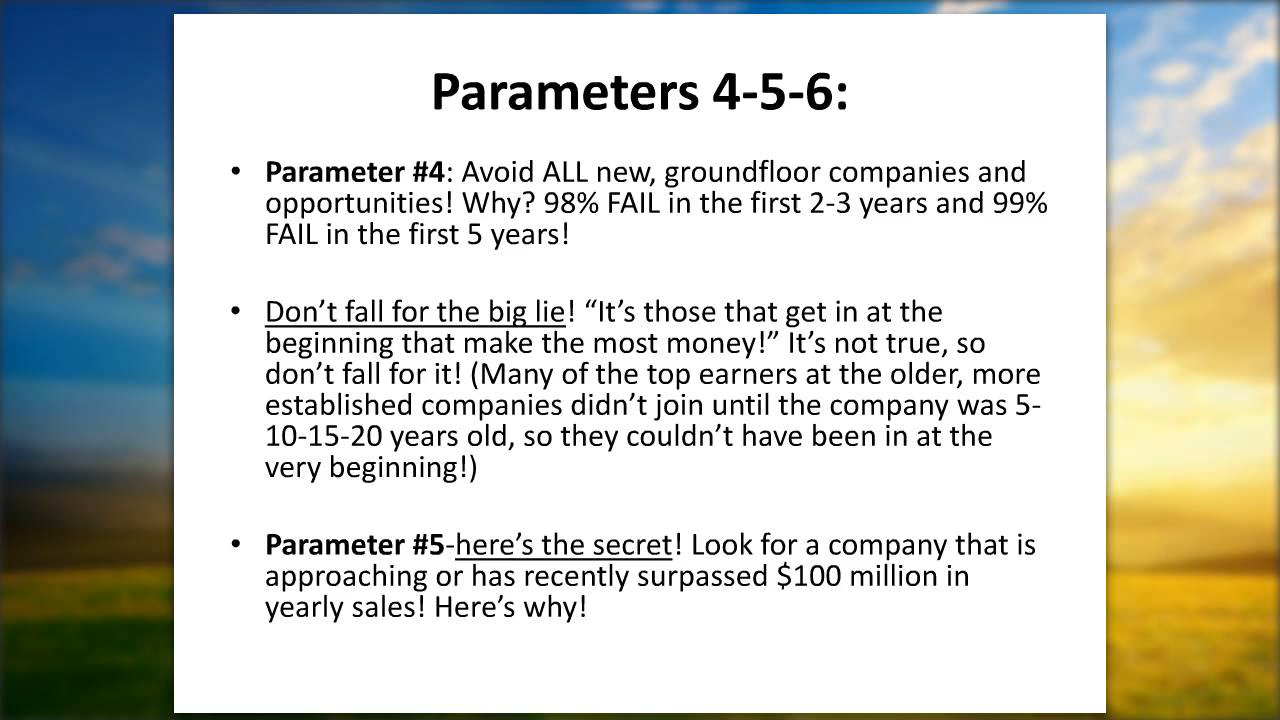 Parameters 4-5-6:
• Parameter #4: Avoid ALL new, groundfloor companies and
opportunities! Why? 98% FAIL in the first 2-3 years and 99%
FAIL in the first 5 years!
• Don’t fall for the big lie! “It’s those that get in at the
beginning that make the most money!” It’s not true, so
don’t fall for it! (Many of the top earners at the older, more
established companies didn’t join until the company was 5-
10-15-20 years old, so they couldn’t have been in at the
very beginning!)
• Parameter #5-here’s the secret! Look for a company that is
approaching or has recently surpassed $100 million in
yearly sales! Here’s why!